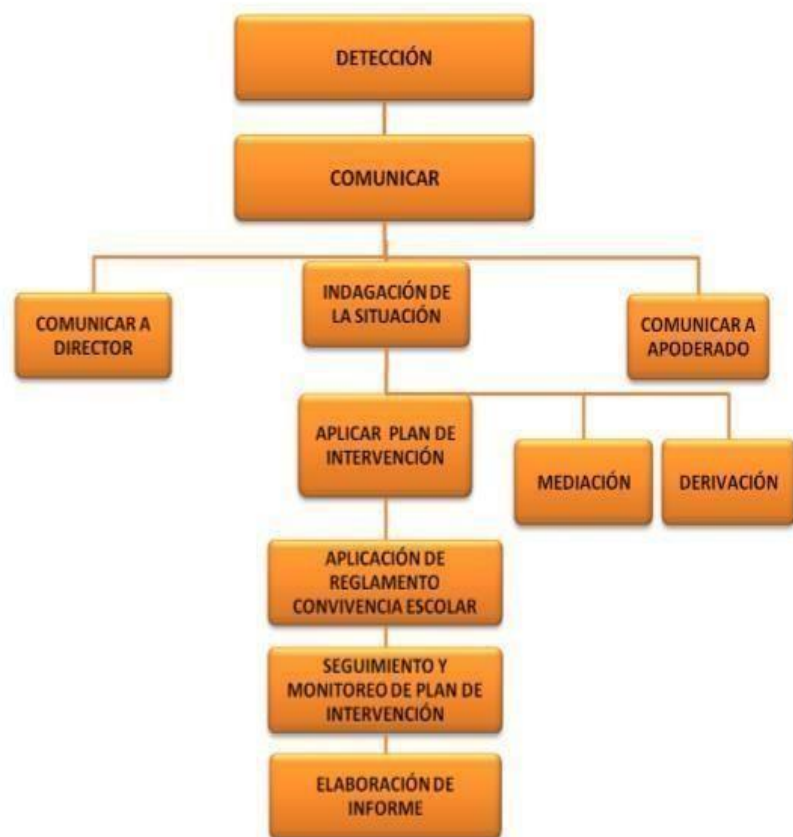 DETECCIÓN
COMUNICAR
COMUNICAR A
DIRECTOR
INDAGACIÓN DE
LA SITUACIÓN
COMUNICAR A
APODERADO
APLICAR PLAN DE
INTERVENCIÓN
MEDIACIÓN
DERIVACIÓN
APLICACIÓN DE
REGLAMENTO
CONVIVENCIA ESCOLAR
SEGUIMIENTO Y
MONITOREO DE PLAN DE
INTERVENCIÓN
ELABORACIÓN DE
INFORME